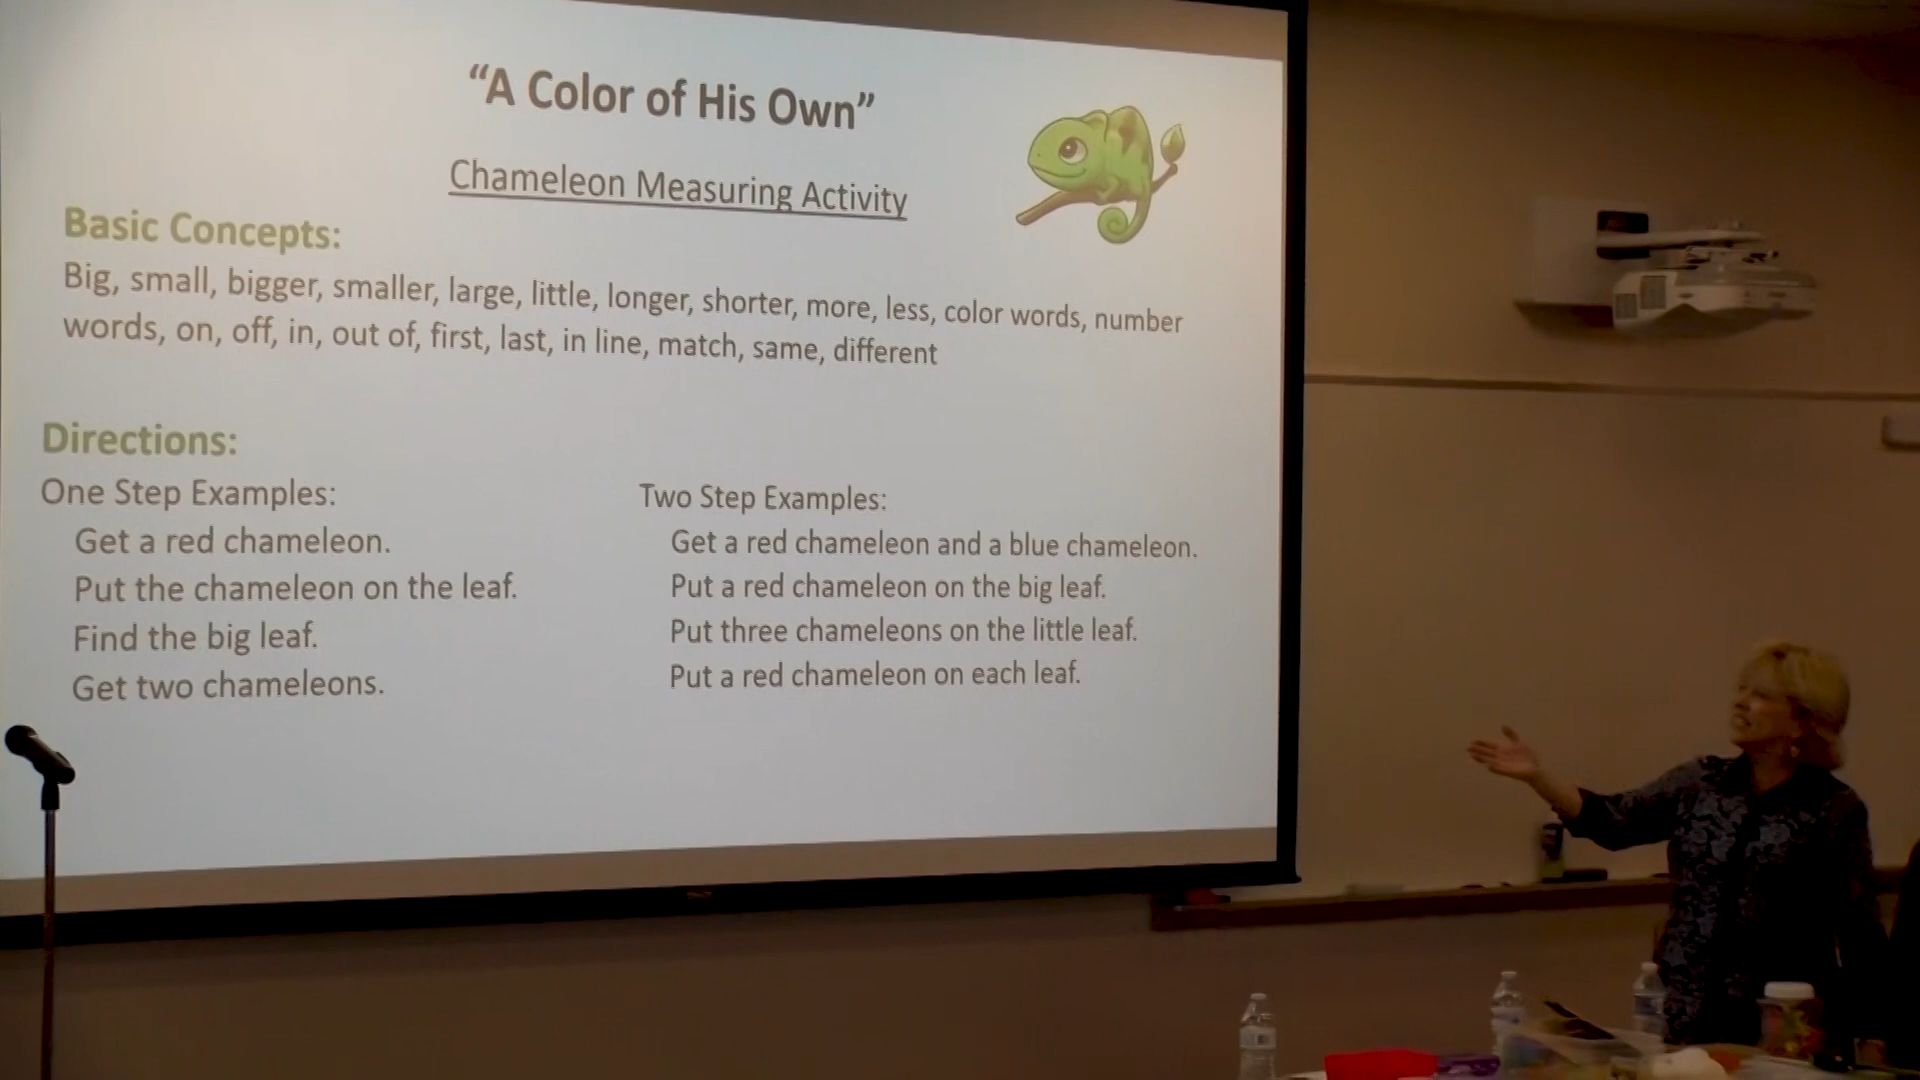 “A Color of His Own”
Chameleon Measuring Activity
Basic Concepts:
Big, small, bigger, smaller, large, little, longer, shorter, more, less, color words, number
words, on, off, in, out of, first, last, in line, match, same, different
Directions:
One Step Examples:
Get a red chameleon.
Put the chameleon on the leaf.
Find the big leaf.
Get two chameleons.
Two Step Examples:
Get a red chameleon and a blue chameleon.
Put a red chameleon on the big leaf.
Put three chameleons on the little leaf.
Put a red chameleon on each leaf.